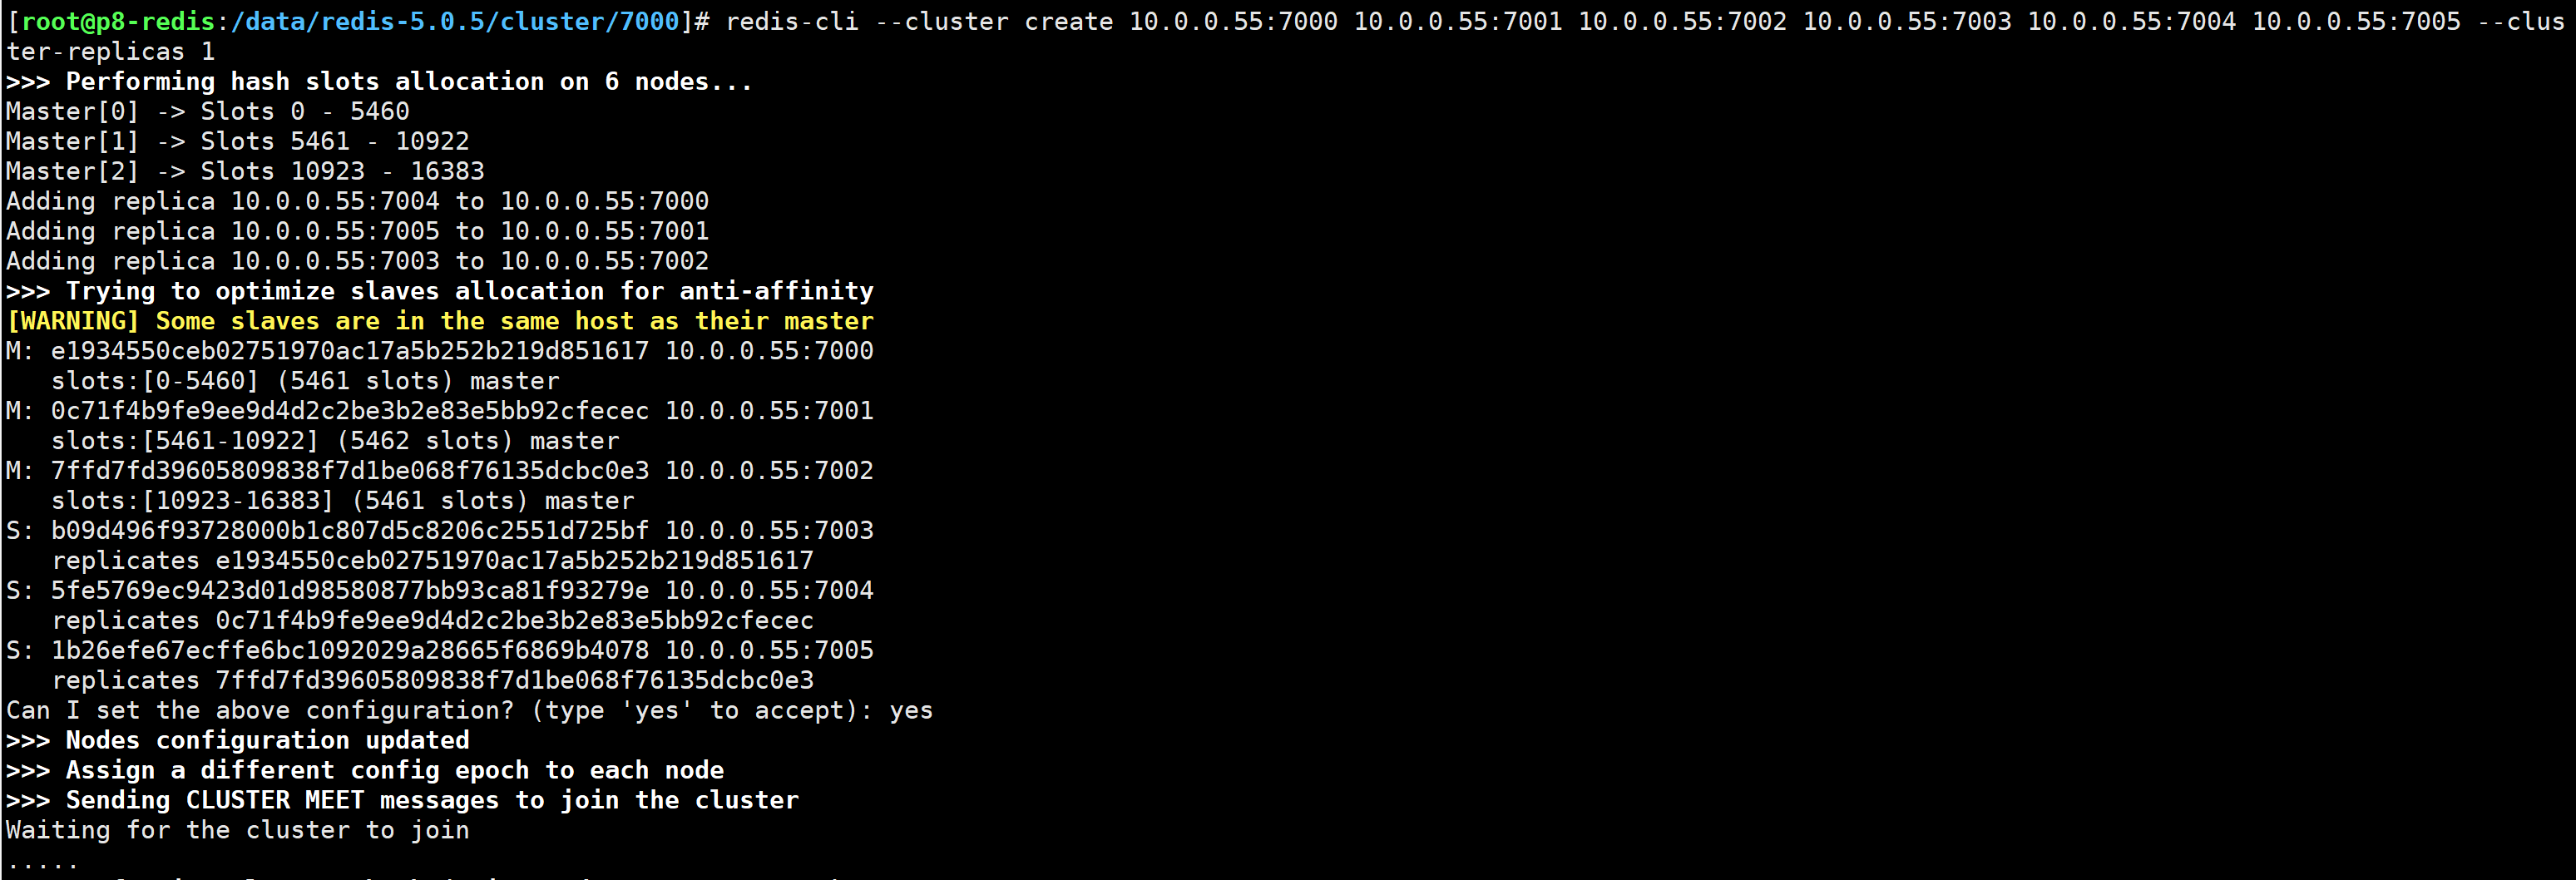 [root@p8-redis:/data/redis-5.0.5/cluster/7000]# redis-cli --cluster create 10.0.0.55:7000 10.0.0.55:7001 10.0.0.55:7002 10.0.0.55:7003 10.0.0.55:7004 10.0.0.55:7005 --clus
ter-replicas 1
>>> Performing hash slots allocation on 6 nodes...
Master[0] -> Slots 0 - 5460
Master[1] -> Slots 5461 - 10922
Master[2] -> Slots 10923 - 16383
Adding replica 10.0.0.55:7004 to 10.0.0.55:7000
Adding replica 10.0.0.55:7005 to 10.0.0.55:7001
Adding replica 10.0.0.55:7003 to 10.0.0.55:7002
>>> Trying to optimize slaves allocation for anti-affinity
[WARNING] Some slaves are in the same host as their master
M: e1934550ceb02751970ac17a5b252b219d851617 10.0.0.55:7000
   slots:[0-5460] (5461 slots) master
M: 0c71f4b9fe9ee9d4d2c2be3b2e83e5bb92cfecec 10.0.0.55:7001
   slots:[5461-10922] (5462 slots) master
M: 7ffd7fd39605809838f7d1be068f76135dcbc0e3 10.0.0.55:7002
   slots:[10923-16383] (5461 slots) master
S: b09d496f93728000b1c807d5c8206c2551d725bf 10.0.0.55:7003
   replicates e1934550ceb02751970ac17a5b252b219d851617
S: 5fe5769ec9423d01d98580877bb93ca81f93279e 10.0.0.55:7004
   replicates 0c71f4b9fe9ee9d4d2c2be3b2e83e5bb92cfecec
S: 1b26efe67ecffe6bc1092029a28665f6869b4078 10.0.0.55:7005
   replicates 7ffd7fd39605809838f7d1be068f76135dcbc0e3
Can I set the above configuration? (type 'yes' to accept): yes
>>> Nodes configuration updated
>>> Assign a different config epoch to each node
>>> Sending CLUSTER MEET messages to join the cluster
Waiting for the cluster to join
.....